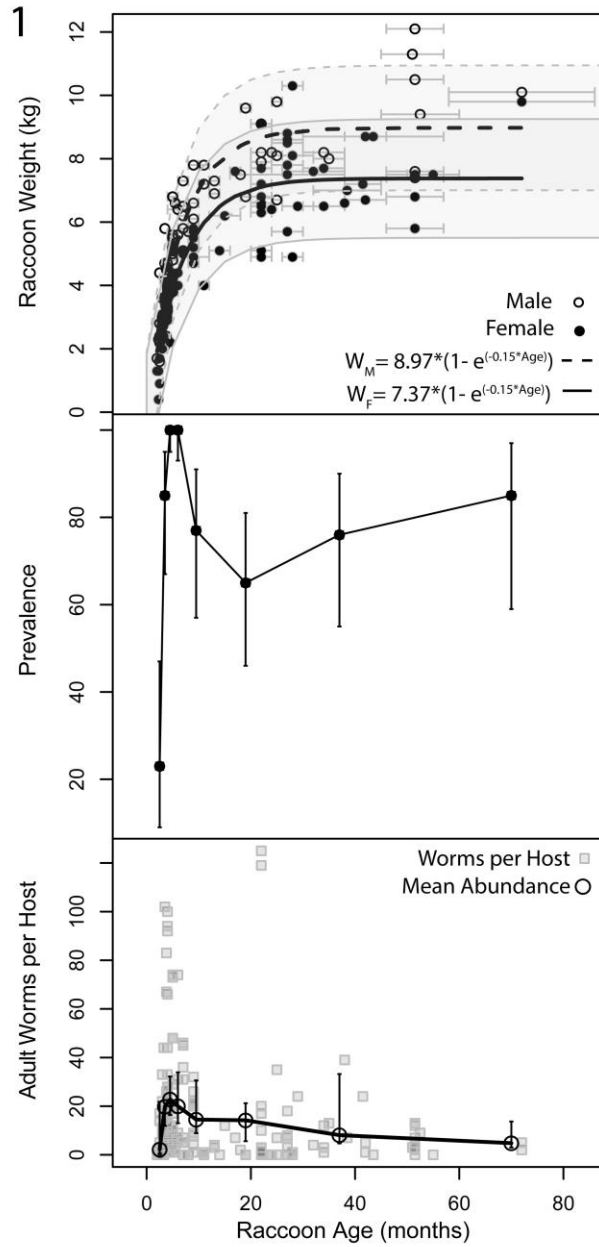 1
12
10
8
6
4
2
0
Raccoon Weight (kg)
Male
Female
W_M = 8.97*(1- e^(-0.15*Age))
W_F = 7.37*(1- e^(-0.15*Age))
80
60
40
20
Prevalence
Worms per Host
Mean Abundance
100
80
60
40
20
0
Adult Worms per Host
0 20 40 60 80
Raccoon Age (months)